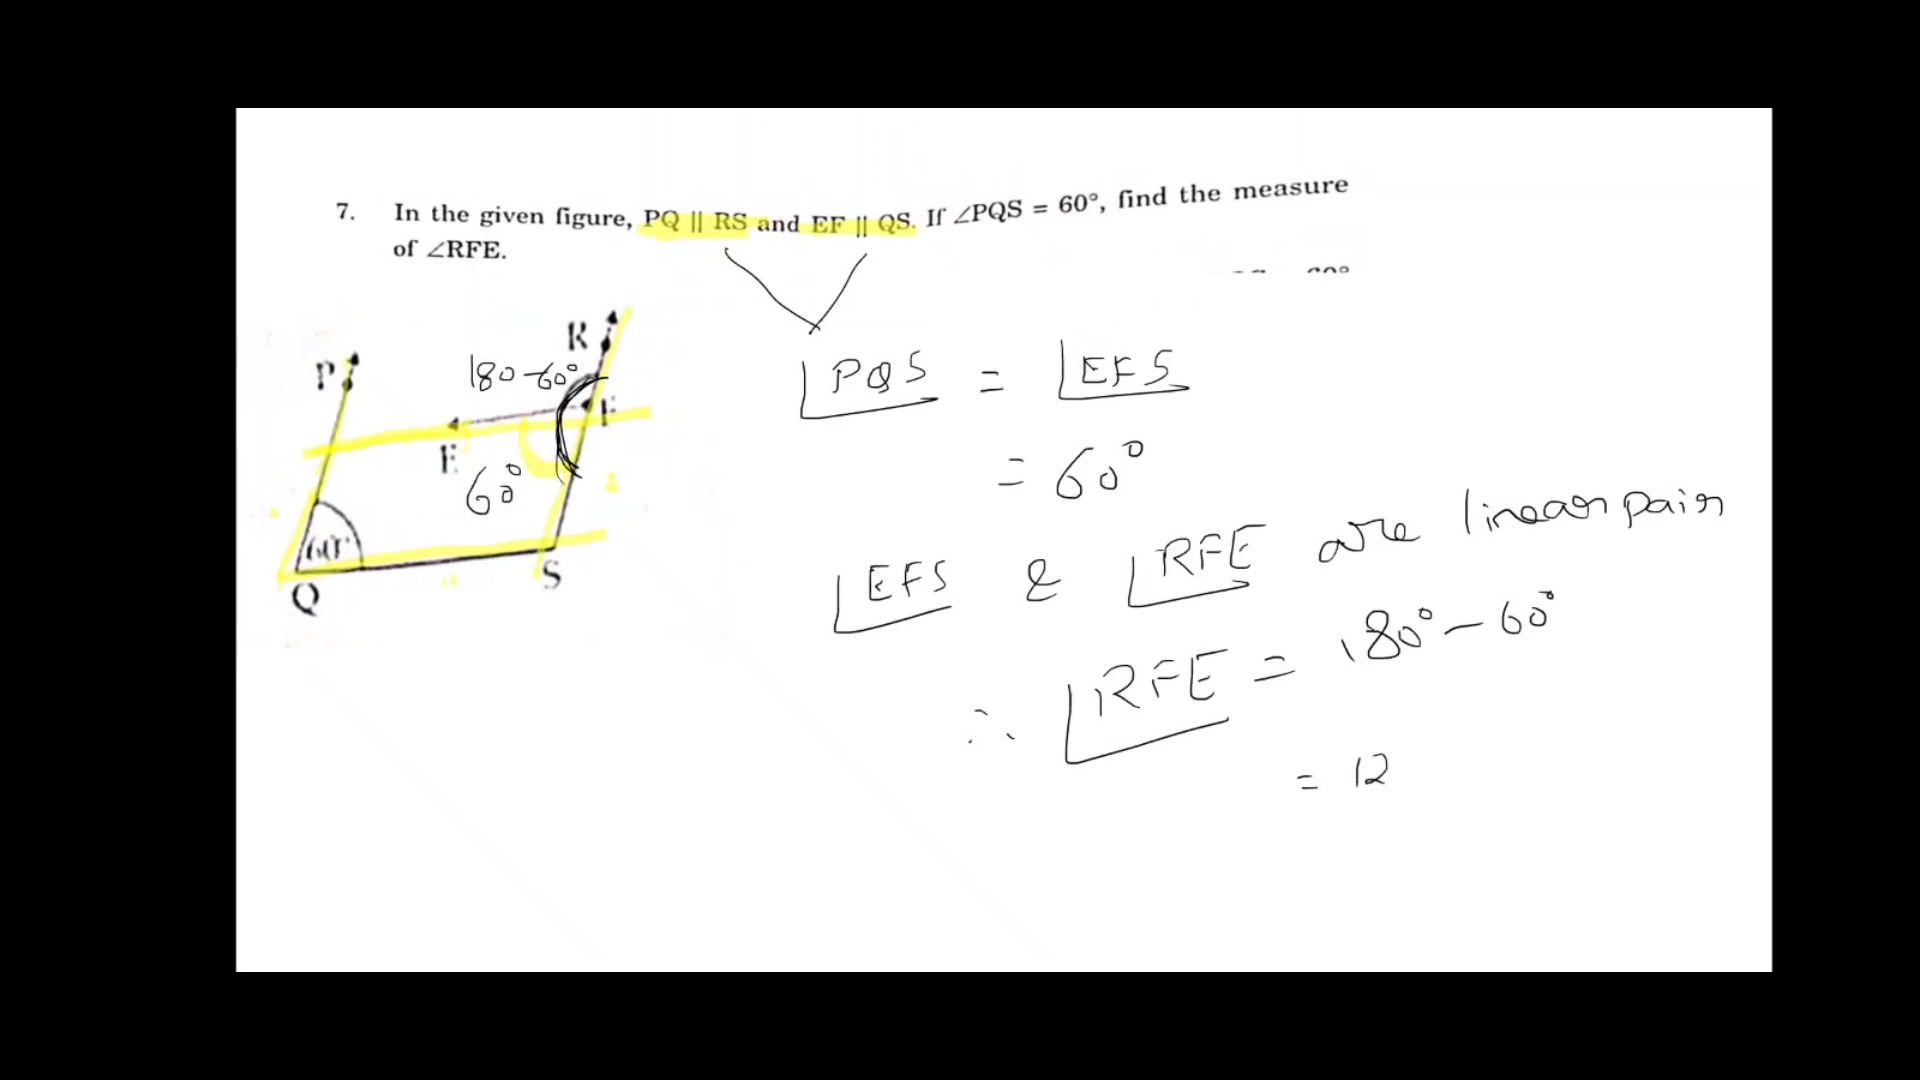 7. In the given figure, PQ || RS and EF || QS. If ∠PQS = 60°, find the measure
of ∠RFE.
R
P
180-60°
F
E
60°
60°
Q
S
∠PQS = ∠EFS
= 60°
∠EFS & ∠RFE are linear pair
∴ ∠RFE = 180° - 60°
= 12